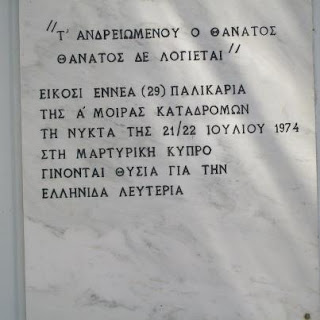 "Τ' ΑΝΔΡΕΙΩΜΕΝΟΥ Ο ΘΑΝΑΤΟΣ
ΘΑΝΑΤΟΣ ΔΕ ΛΟΓΙΕΤΑΙ"
ΕΙΚΟΣΙ ΕΝΝΕΑ (29) ΠΑΛΙΚΑΡΙΑ
ΤΗΣ Α' ΜΟΙΡΑΣ ΚΑΤΑΔΡΟΜΩΝ
ΤΗ ΝΥΚΤΑ ΤΗΣ 21/22 ΙΟΥΛΙΟΥ 1974
ΣΤΗ ΜΑΡΤΥΡΙΚΗ ΚΥΠΡΟ
ΓΙΝΟΝΤΑΙ ΘΥΣΙΑ ΓΙΑ ΤΗΝ
ΕΛΛΗΝΙΔΑ ΛΕΥΤΕΡΙΑ